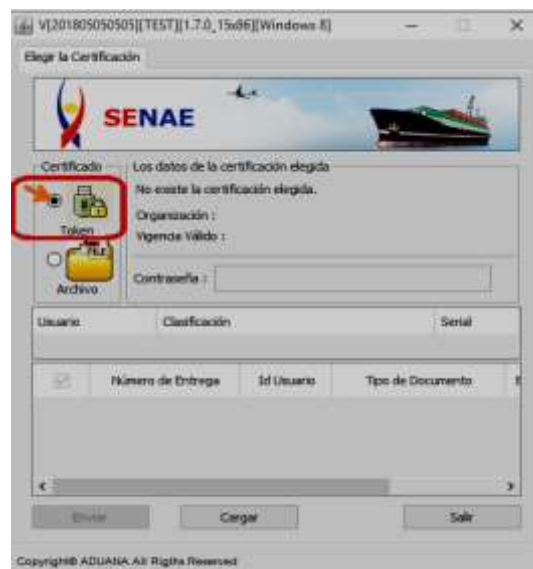 V[201805050505][TEST][1.7.0_15x86][Windows 8]
Elegir la Certificación
SENAE
Certificado
Los datos de la certificación elegida
No existe la certificación elegida.
Organización :
Token
Vigencia Válido :
Archivo
Contraseña :
Usuario Clasificación Serial
Número de Entrega Id Usuario Tipo de Documento
Enviar Cargar Salir
Copyright© ADUANA All Rigths Reserved